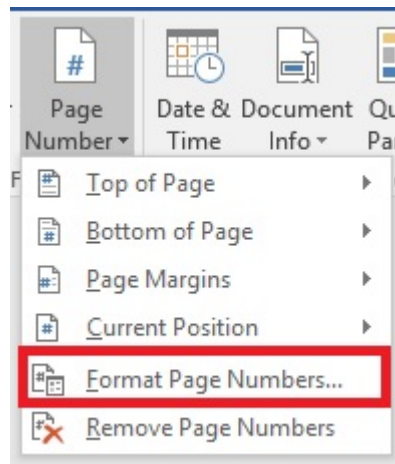 Page Number
Date & Time
Document Info
Top of Page
Bottom of Page
Page Margins
Current Position
Format Page Numbers...
Remove Page Numbers